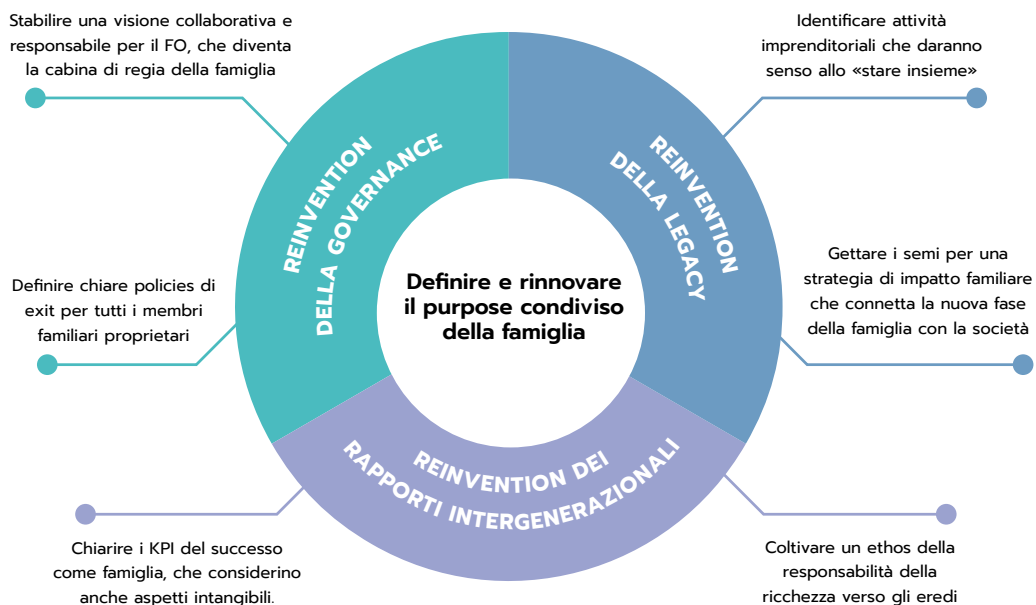 Stabilire una visione collaborativa e
responsabile per il FO, che diventa
la cabina di regia della famiglia
Identificare attività
imprenditoriali che daranno
senso allo «stare insieme»
REINVENTION
DELLA GOVERNANCE
REINVENTION
DELLA LEGACY
Definire chiare policies di
exit per tutti i membri
familiari proprietari
Definire e rinnovare
il purpose condiviso
della famiglia
Gettare i semi per una
strategia di impatto familiare
che connetta la nuova fase
della famiglia con la società
REINVENTION DEI
RAPPORTI INTERGENERAZIONALI
Chiarire i KPI del successo
come famiglia, che considerino
anche aspetti intangibili.
Coltivare un ethos della
responsabilità della
ricchezza verso gli eredi